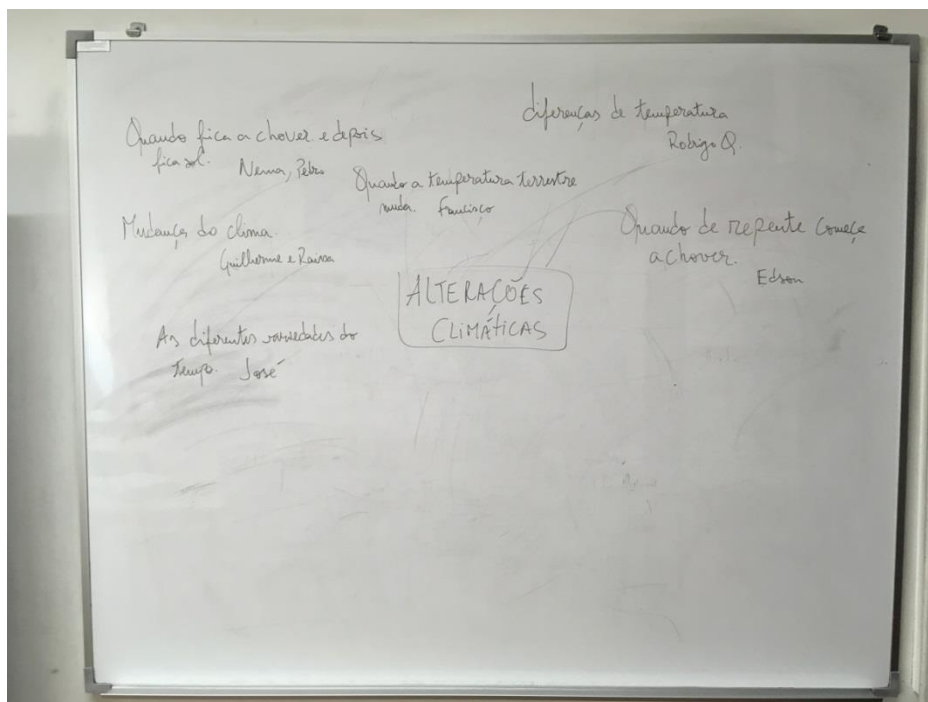 Quando fica a chover e depois
fica sol.
Nema, Pedro
diferenças de temperatura
Rodrigo Q.
Quando a temperatura terrestre
muda. Francisco
Mudança do clima.
Guilherme e Raissa
Quando de repente começa
a chover.
Edson
ALTERAÇÕES
CLIMÁTICAS
As diferentes variedades do
tempo. José